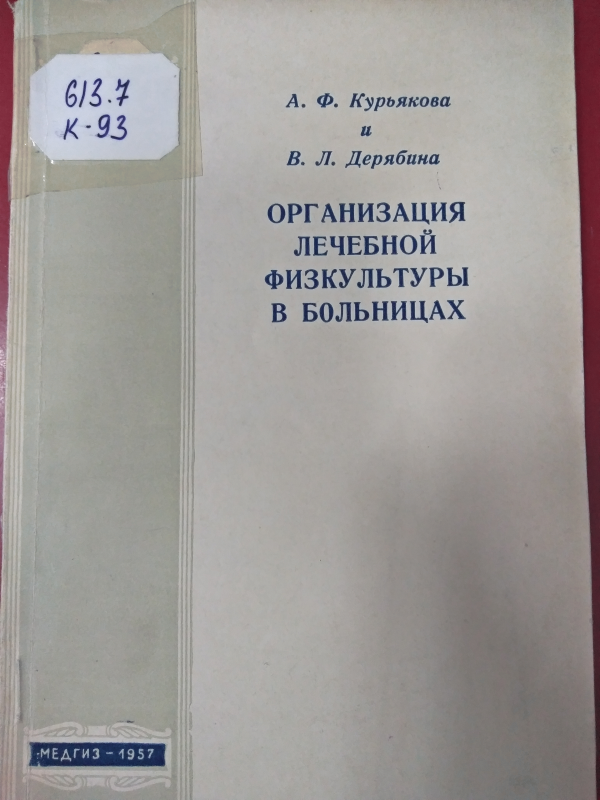 613.7
К-93
А. Ф. Курьякова
и
В. Л. Дерябина
ОРГАНИЗАЦИЯ
ЛЕЧЕБНОЙ
ФИЗКУЛЬТУРЫ
В БОЛЬНИЦАХ
МЕДГИЗ – 1957